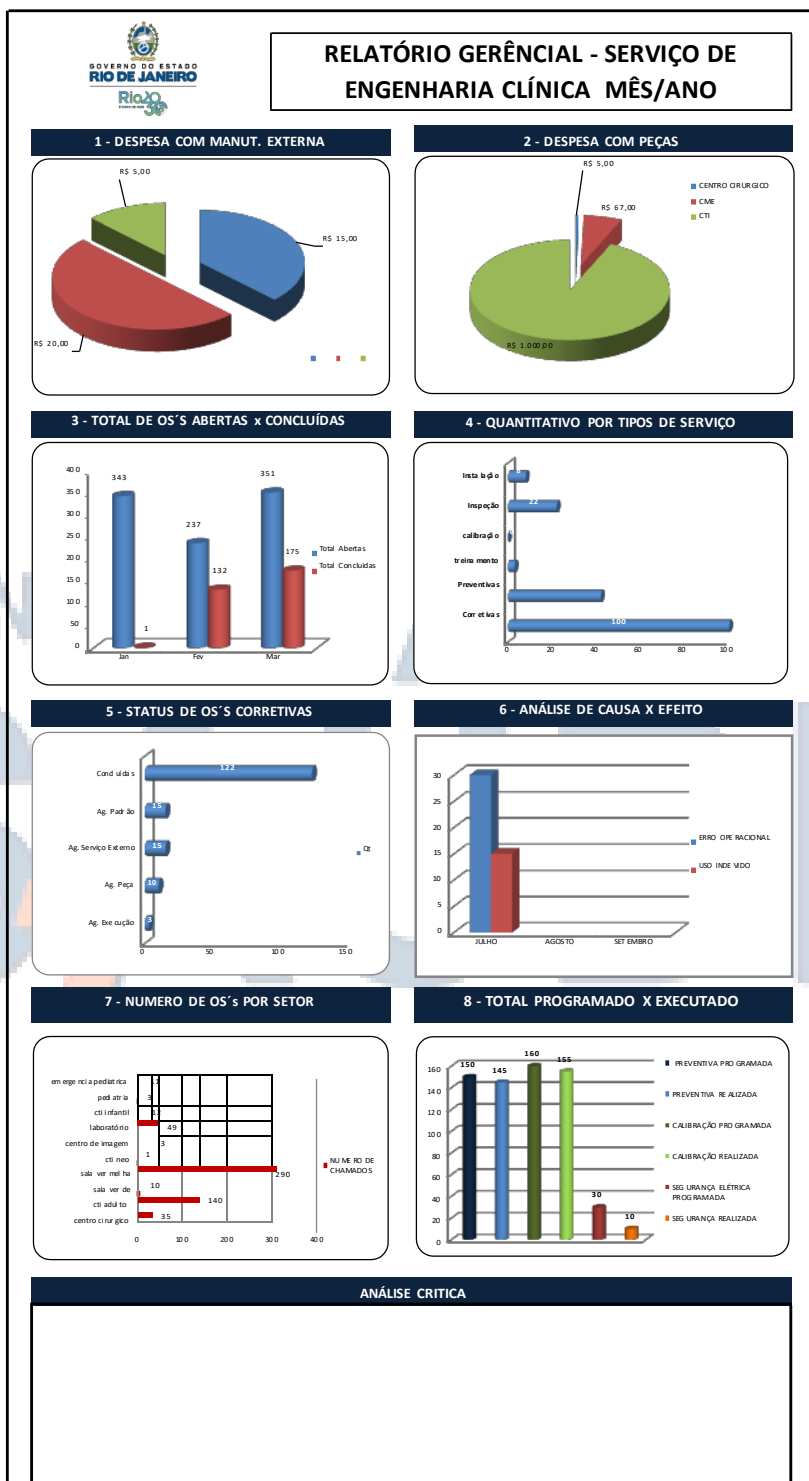 GOVERNO DO ESTADO
RIO DE JANEIRO
RELATÓRIO GERÊNCIAL - SERVIÇO DE
ENGENHARIA CLÍNICA MÊS/ANO
1 - DESPESA COM MANUT. EXTERNA
R$ 5,00
R$ 15,00
R$ 20,00
2 - DESPESA COM PEÇAS
R$ 5,00
R$ 67,00
R$ 1.000,00
CENTRO CIRURGICO
CME
CTI
3 - TOTAL DE OS´S ABERTAS x CONCLUÍDAS
400
350
300
250
200
150
100
50
0
343
1
237
132
351
175
Jan
Fev
Mar
Total Abertas
Total Concluidas
4 - QUANTITATIVO POR TIPOS DE SERVIÇO
Instalação
8
Inspeção
22
calibração
treinamento
Preventivas
Corretivas
100
0
20
40
60
80
100
5 - STATUS DE OS´S CORRETIVAS
Concluídas
122
Ag. Padrão
15
Ag. Serviço Externo
15
Ag. Peça
10
Ag. Execução
3
0
50
100
150
Qt
6 - ANÁLISE DE CAUSA X EFEITO
30
25
20
15
10
5
0
JULHO
AGOSTO
SETEMBRO
ERRO OPERACIONAL
USO INDEVIDO
7 - NUMERO DE OS´s POR SETOR
emergencia pediatrica
11
pediatria
3
cti infantil
12
laboratório
49
centro de imagem
3
cti neo
1
sala vermelha
290
sala verde
10
cti adulto
140
centro cirurgico
35
0
100
200
300
400
NUMERO DE
CHAMADOS
8 - TOTAL PROGRAMADO X EXECUTADO
160
140
120
100
80
60
40
20
0
150
145
160
155
30
10
PREVENTIVA PROGRAMADA
PREVENTIVA REALIZADA
CALIBRAÇÃO PROGRAMADA
CALIBRAÇÃO REALIZADA
SEGURANÇA ELÉTRICA
PROGRAMADA
SEGURANÇA REALIZADA
ANÁLISE CRITICA